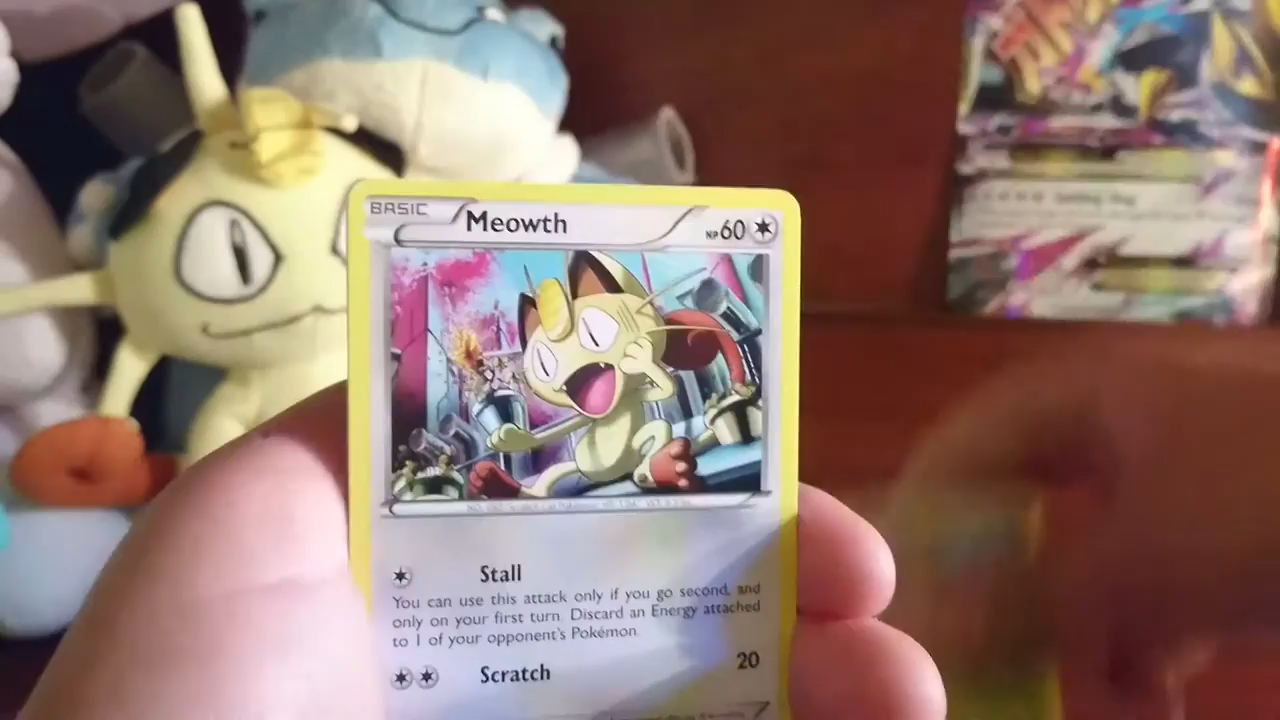 BASIC Meowth HP60
Stall
You can use this attack only if you go second, and
only on your first turn. Discard an Energy attached
to 1 of your opponent's Pokémon.
Scratch 20